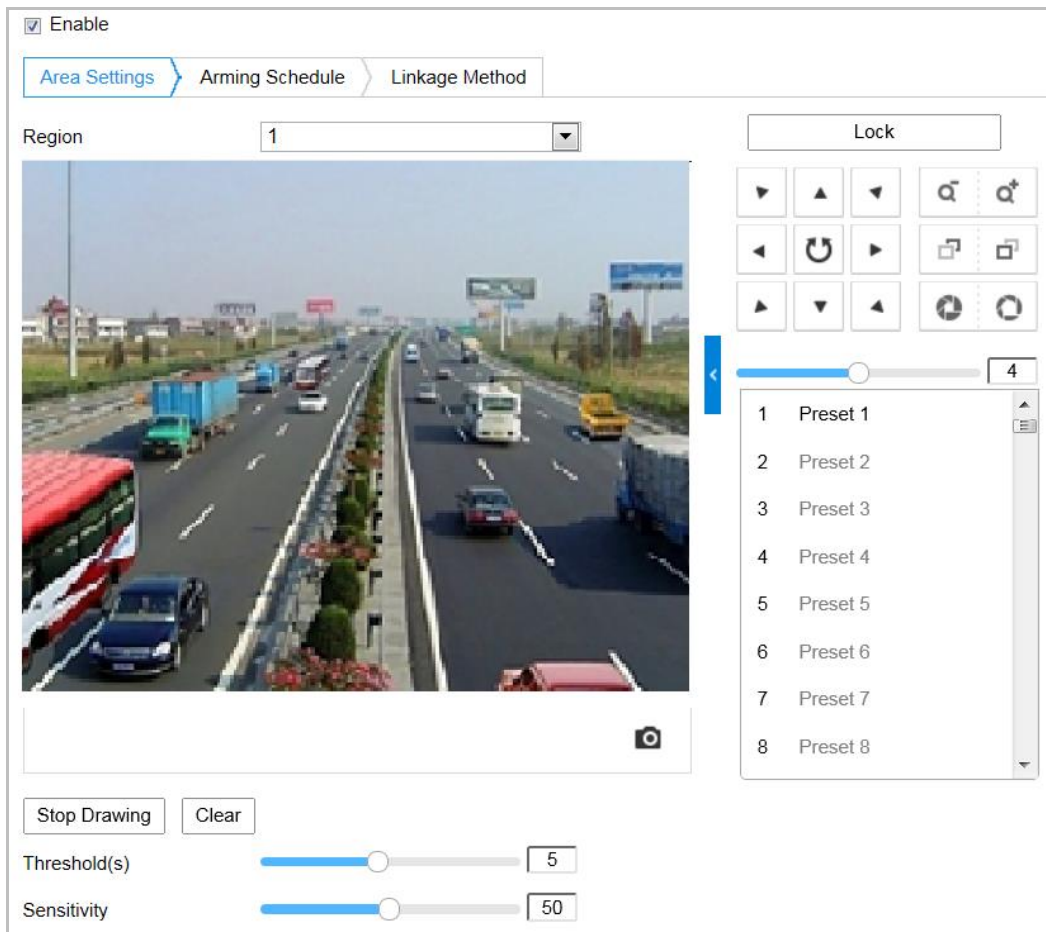 Enable
Area Settings Arming Schedule Linkage Method
Region 1 Lock
4
1 Preset 1
2 Preset 2
3 Preset 3
4 Preset 4
5 Preset 5
6 Preset 6
7 Preset 7
8 Preset 8
Stop Drawing Clear
Threshold(s) 5
Sensitivity 50